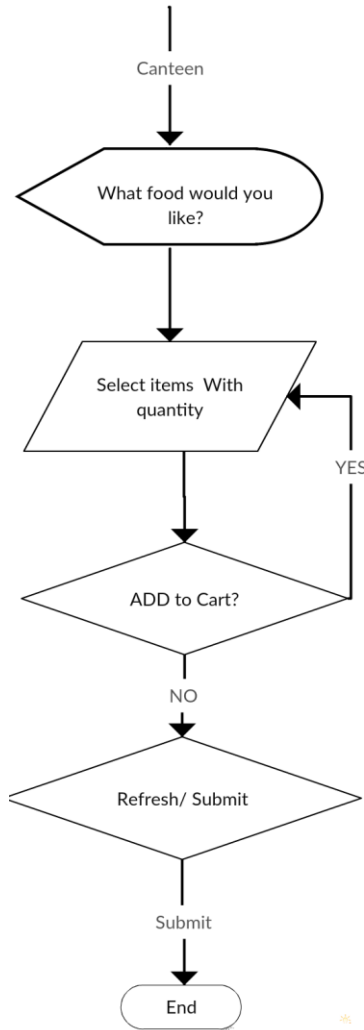 Canteen
What food would you
like?
Select items With
quantity
YES
ADD to Cart?
NO
Refresh/ Submit
Submit
End